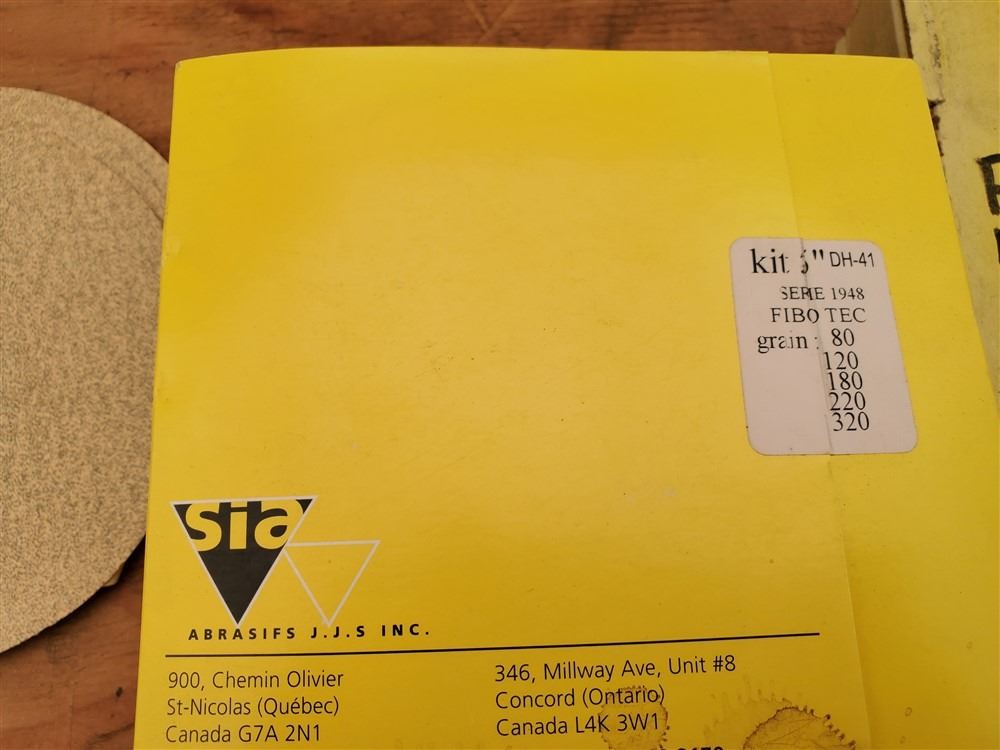 kit 6" DH-41
SERIE 1948
FIBO TEC
grain : 80
120
180
220
320
sia
ABRASIFS J.J.S INC.
900, Chemin Olivier
St-Nicolas (Québec)
Canada G7A 2N1
346, Millway Ave, Unit #8
Concord (Ontario)
Canada L4K 3W1